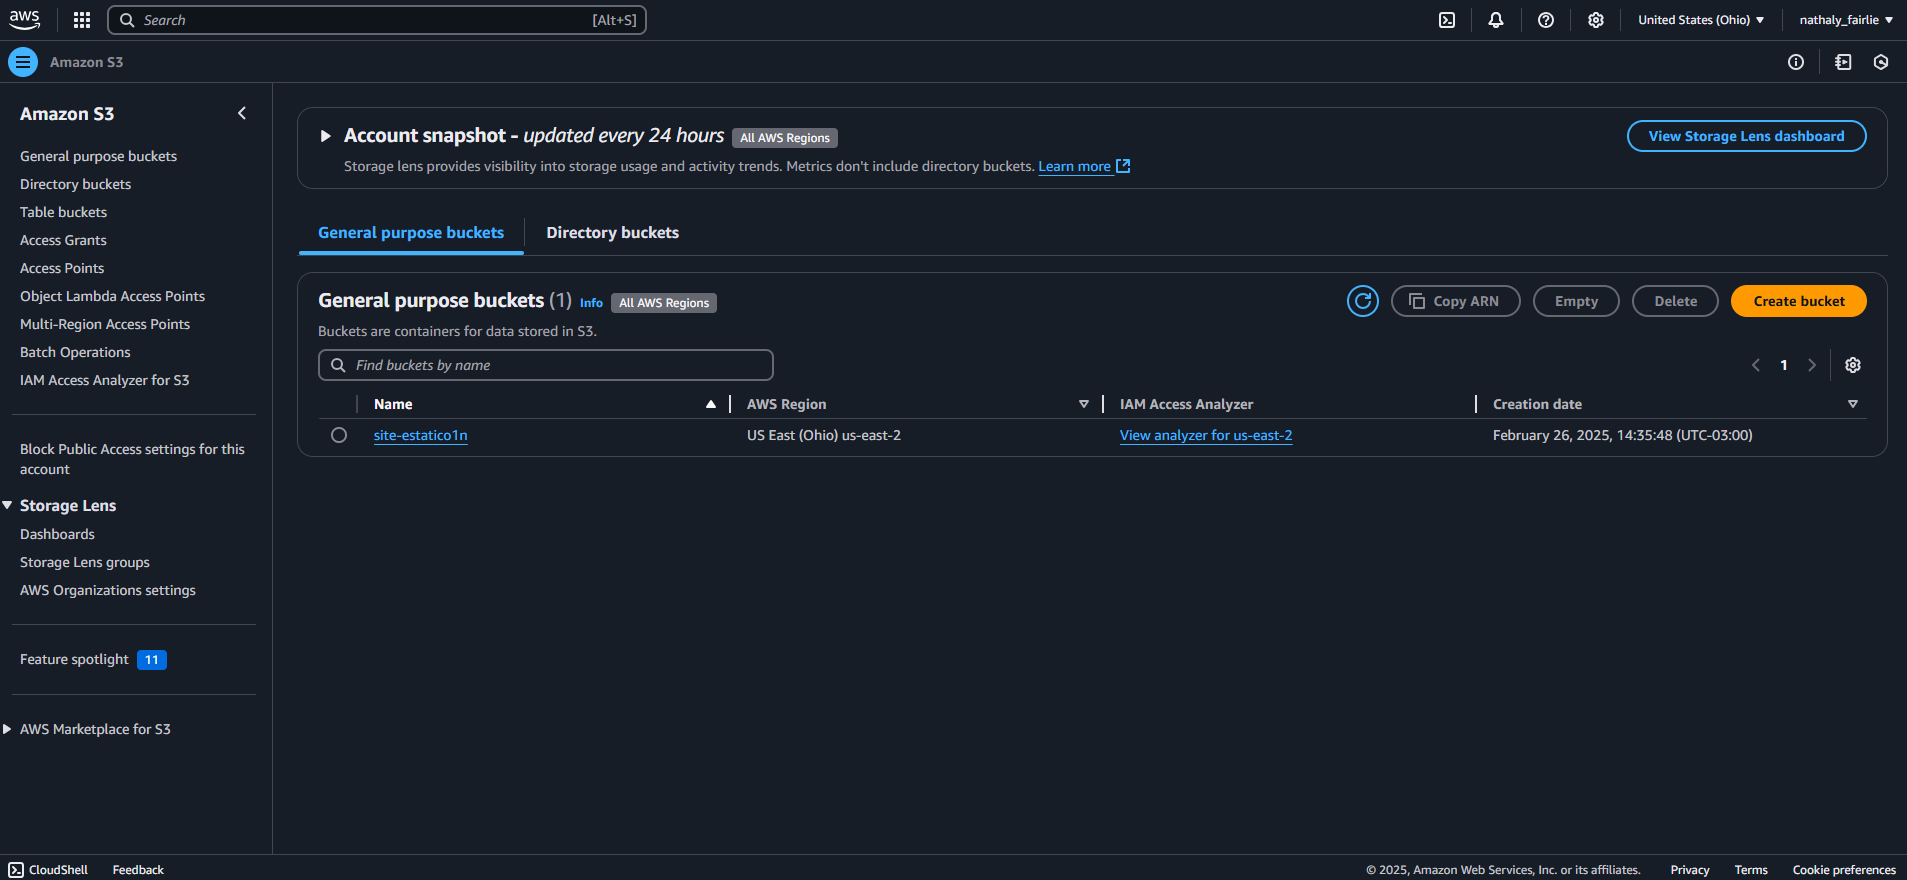 aws
Search [Alt+S]
United States (Ohio)
nathaly_fairlie
Amazon S3
Amazon S3
General purpose buckets
Directory buckets
Table buckets
Access Grants
Access Points
Object Lambda Access Points
Multi-Region Access Points
Batch Operations
IAM Access Analyzer for S3
Block Public Access settings for this
account
Storage Lens
Dashboards
Storage Lens groups
AWS Organizations settings
Feature spotlight 11
AWS Marketplace for S3
Account snapshot - updated every 24 hours All AWS Regions
View Storage Lens dashboard
Storage lens provides visibility into storage usage and activity trends. Metrics don't include directory buckets. Learn more
General purpose buckets Directory buckets
General purpose buckets (1) Info All AWS Regions
Copy ARN Empty Delete Create bucket
Buckets are containers for data stored in S3.
Find buckets by name
1
Name AWS Region IAM Access Analyzer Creation date
site-estatico1n US East (Ohio) us-east-2 View analyzer for us-east-2 February 26, 2025, 14:35:48 (UTC-03:00)
CloudShell Feedback © 2025, Amazon Web Services, Inc. or its affiliates. Privacy Terms Cookie preferences